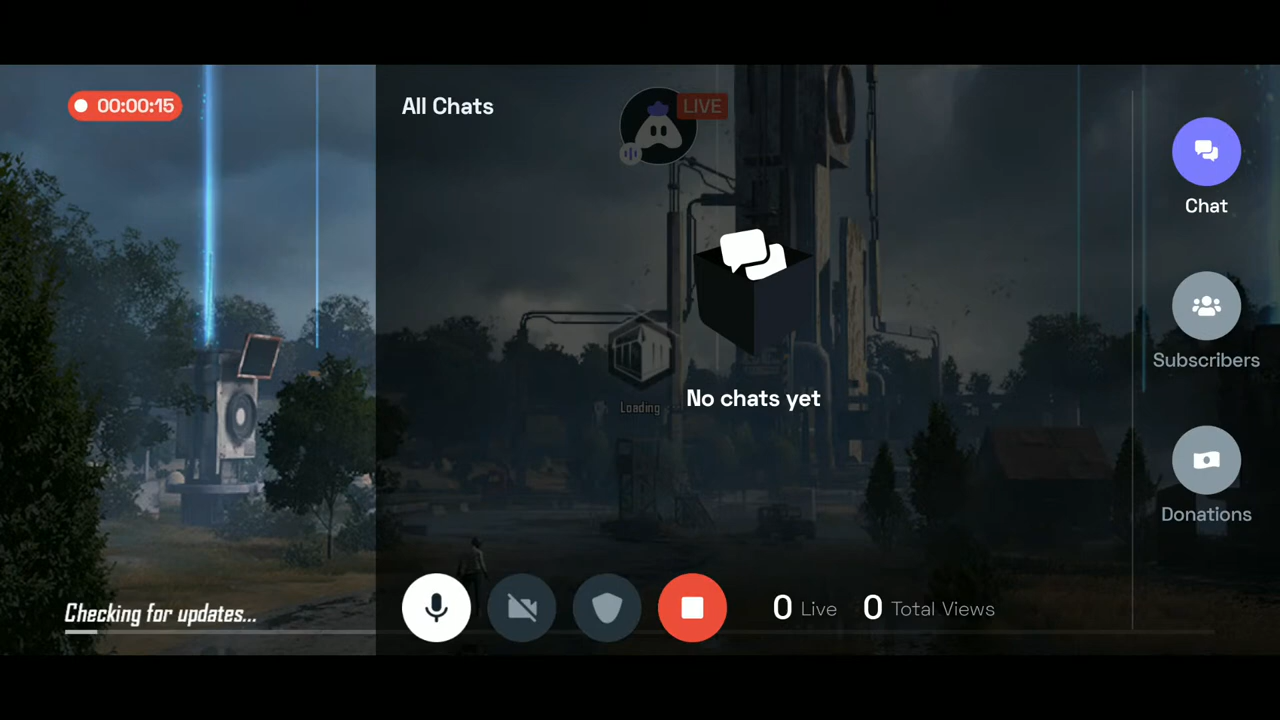 00:00:15
All Chats
LIVE
Chat
No chats yet
Loading
Subscribers
Donations
Checking for updates...
0 Live 0 Total Views